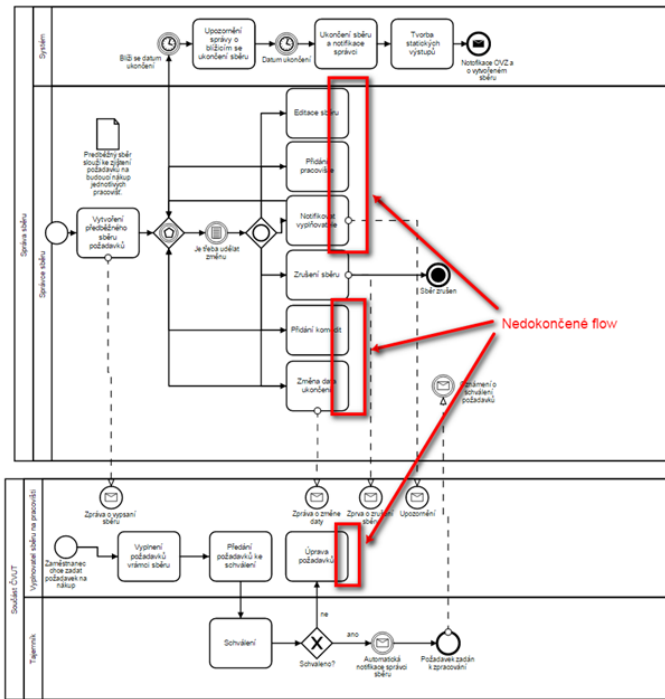 Systém
Blíží se datum
ukončení
Upozornění
správy o
blížícím se
ukončení sběru
Datum ukončení
Ukončení sběru
a notifikace
správci
Tvorba
statických
výstupů
Notifikace OVZ a
o vytvořeném
sběru
Správa sběru
Správce sběru
Předběžný sběr
slouží ke zjištění
požadavků na
budoucí nákup
jednotlivých
pracovišť.
Vytvoření
předběžného
sběru
požadavků
Je třeba udělat
změnu
Editace sběru
Přidání
pracoviště
Notifikovat
vyplňovatele
Zrušení sběru
Sběr zrušen
Přidání komodit
Změna data
ukončení
Nedokončené flow
Oznámení o
schválení
požadavků
Součást ČVUT
Vyplňovatel sběru na pracovišti
Zpráva o vypsaní
sběru
Zpráva o změne
daty
Zprva o zrušení
sběru
Upozornění
Zaměstnanec
chce zadat
požadavek na
nákup
Vyplnení
požadavků
vrámci sběru
Předání
požadavků ke
schválení
Úprava
požadavků
Tajemník
Schválení
Schváleno?
ne
ano
Automatická
notifikace správci
sběru
Požadavek zadán
k zpracování